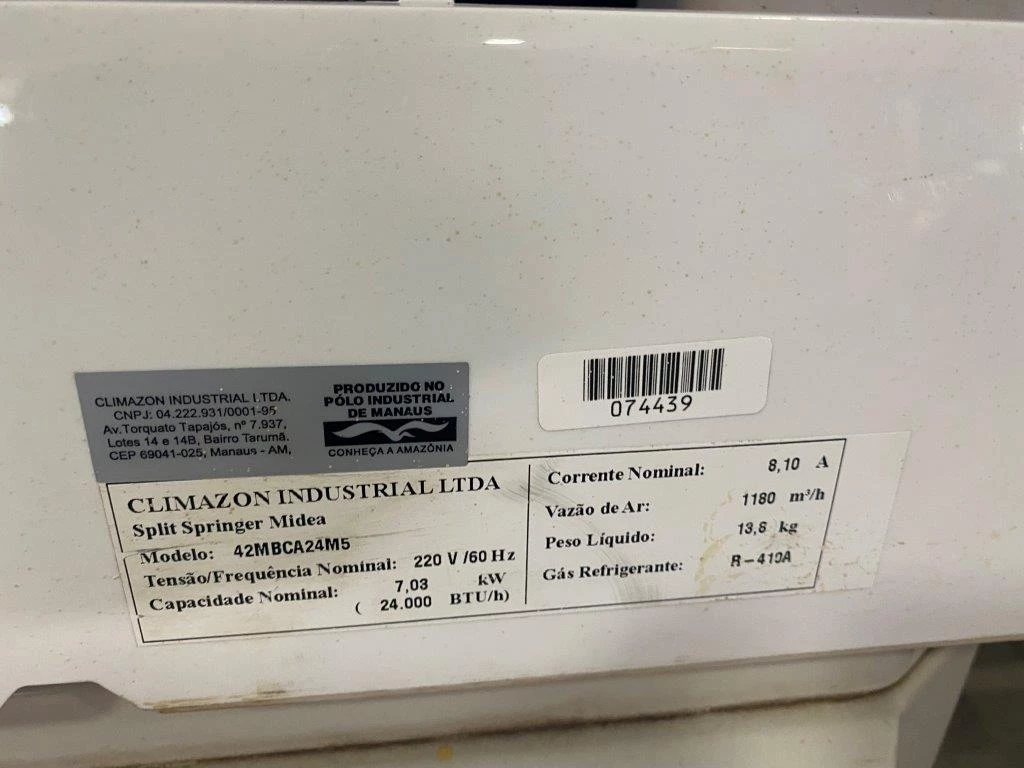 CLIMAZON INDUSTRIAL LTDA.
CNPJ: 04.222.931/0001-95
Av.Torquato Tapajós, nº 7.937,
Lotes 14 e 14B, Bairro Tarumã.
CEP 69041-025, Manaus - AM,
PRODUZIDO NO
PÓLO INDUSTRIAL
DE MANAUS
CONHEÇA A AMAZÔNIA
074439
CLIMAZON INDUSTRIAL LTDA
Split Springer Midea
Modelo: 42MBCA24M5
Tensão/Frequência Nominal: 220 V /60 Hz
Capacidade Nominal: 7,03 kW
( 24.000 BTU/h)
Corrente Nominal: 8,10 A
Vazão de Ar: 1180 m³/h
Peso Líquido: 13,6 kg
Gás Refrigerante: R-410A